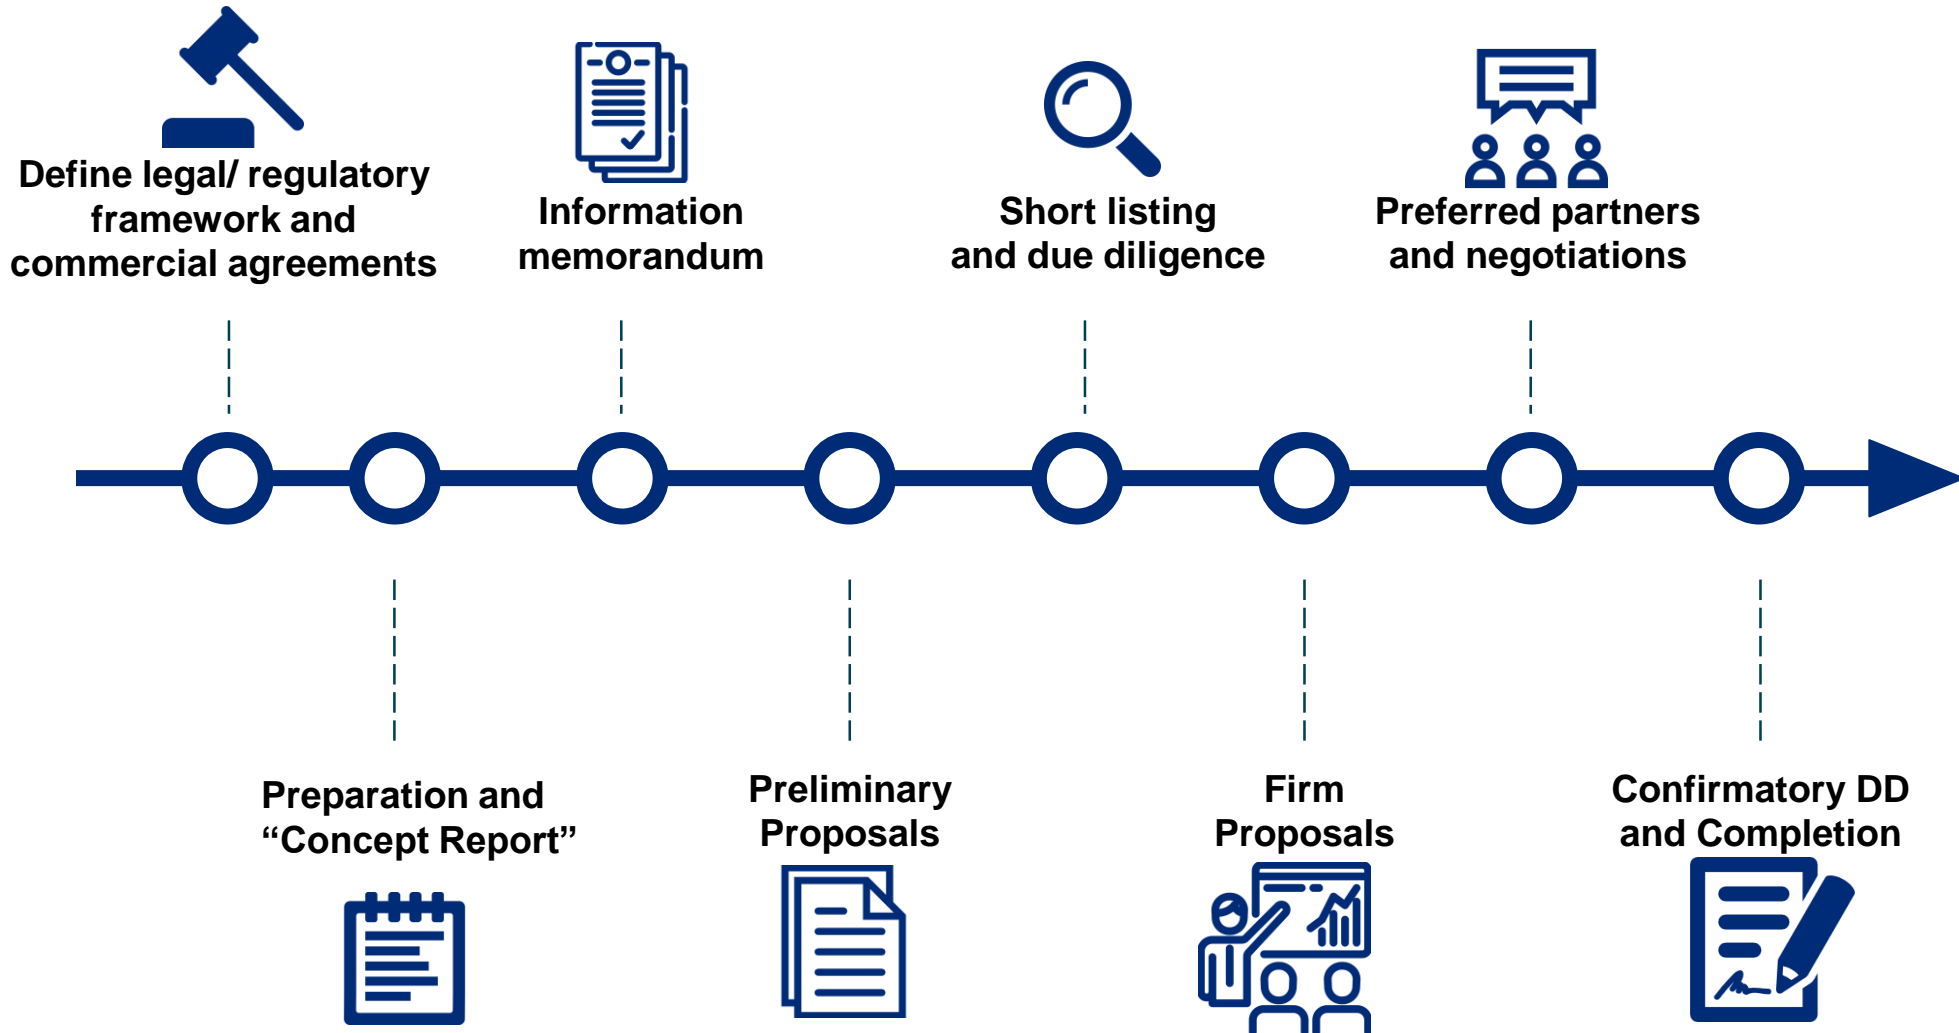 Define legal/ regulatory
framework and
commercial agreements
Information
memorandum
Short listing
and due diligence
Preferred partners
and negotiations
Preparation and
“Concept Report”
Preliminary
Proposals
Firm
Proposals
Confirmatory DD
and Completion